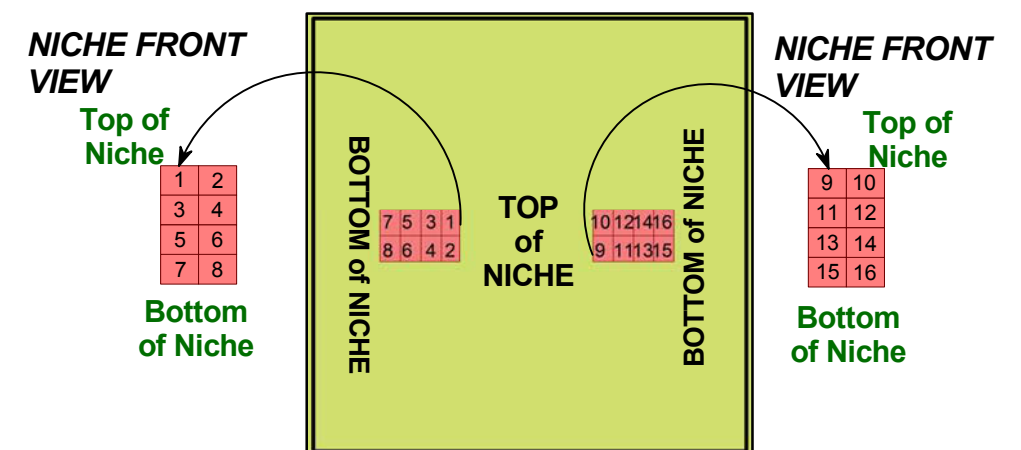 NICHE FRONT
VIEW
Top of
Niche
1 2
3 4
5 6
7 8
Bottom
of Niche
BOTTOM of NICHE
7 5 3 1
8 6 4 2
TOP
of
NICHE
10 12 14 16
9 11 13 15
BOTTOM of NICHE
NICHE FRONT
VIEW
Top of
Niche
9 10
11 12
13 14
15 16
Bottom
of Niche